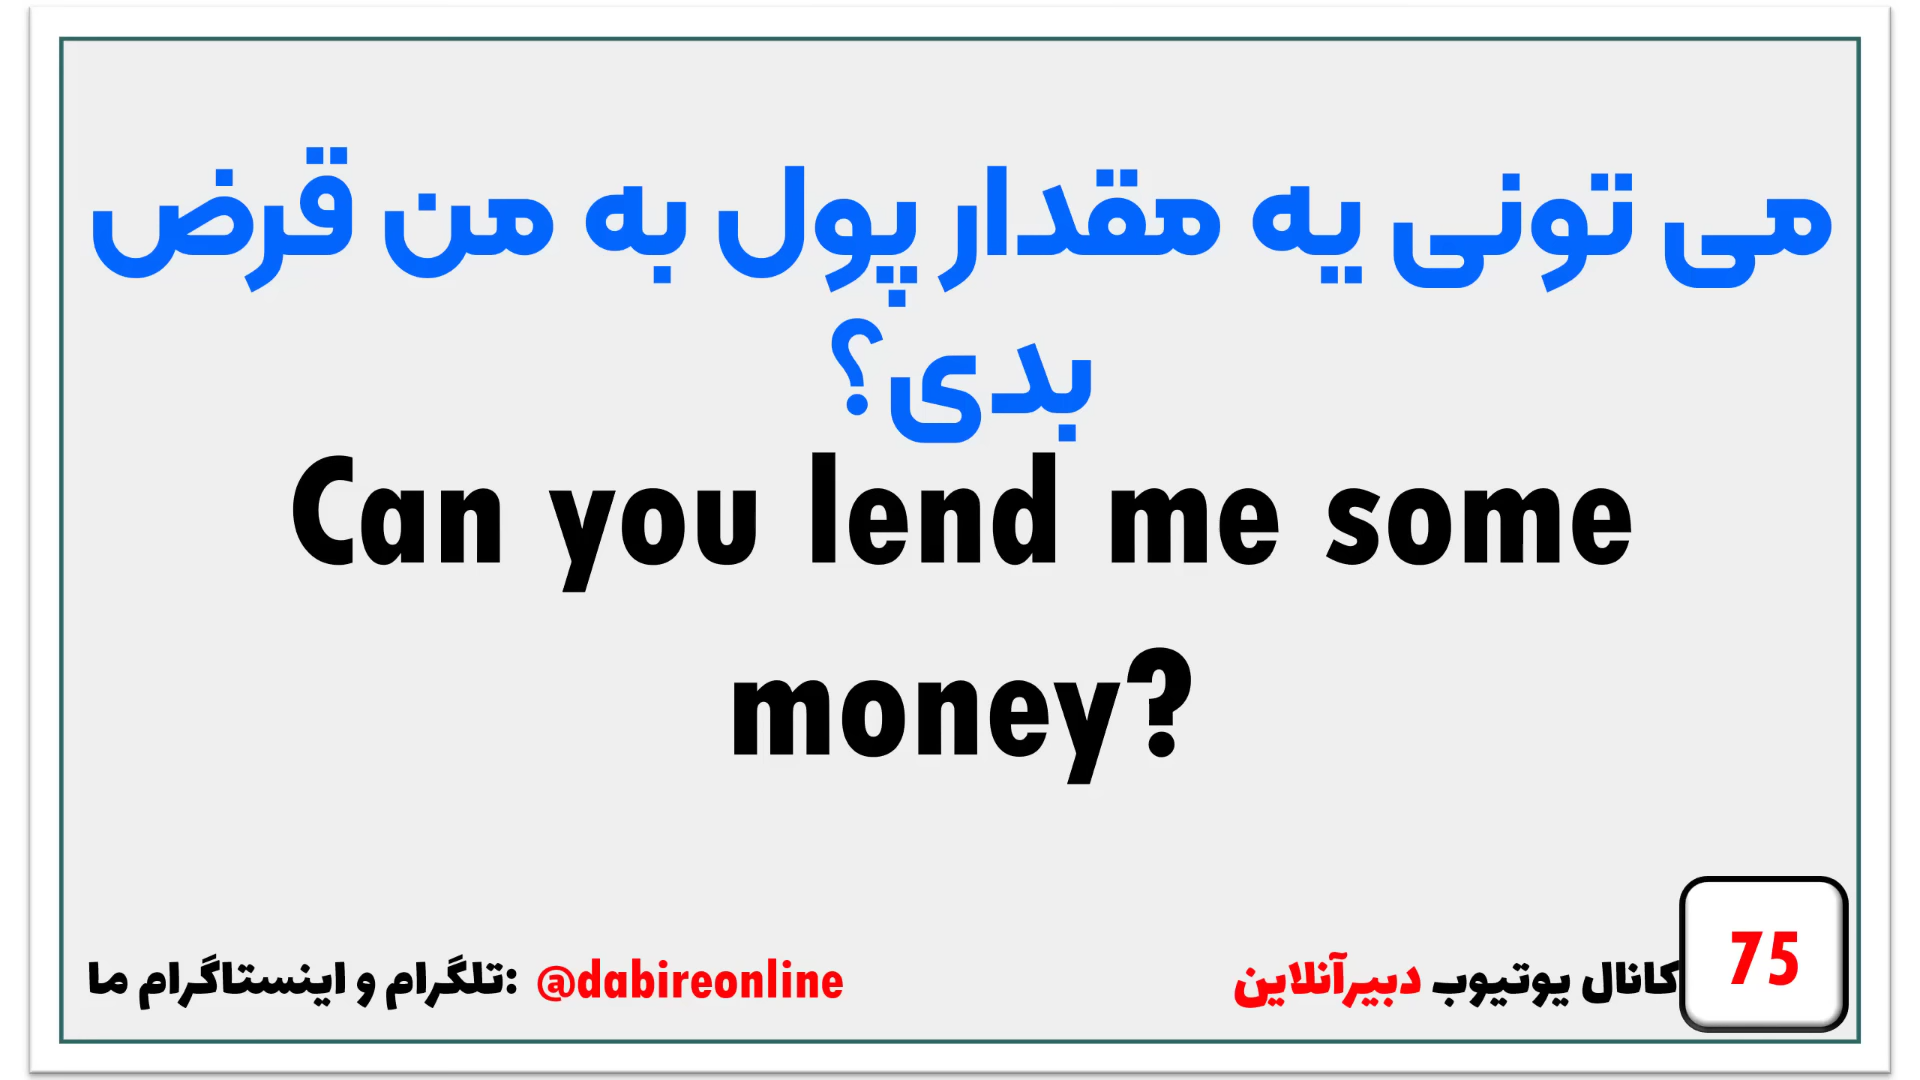 می تونی یه مقدار پول به من قرض
بدی؟
Can you lend me some
money?
75
کانال یوتیوب دبیرآنلاین
تلگرام و اینستاگرام ما: @dabireonline